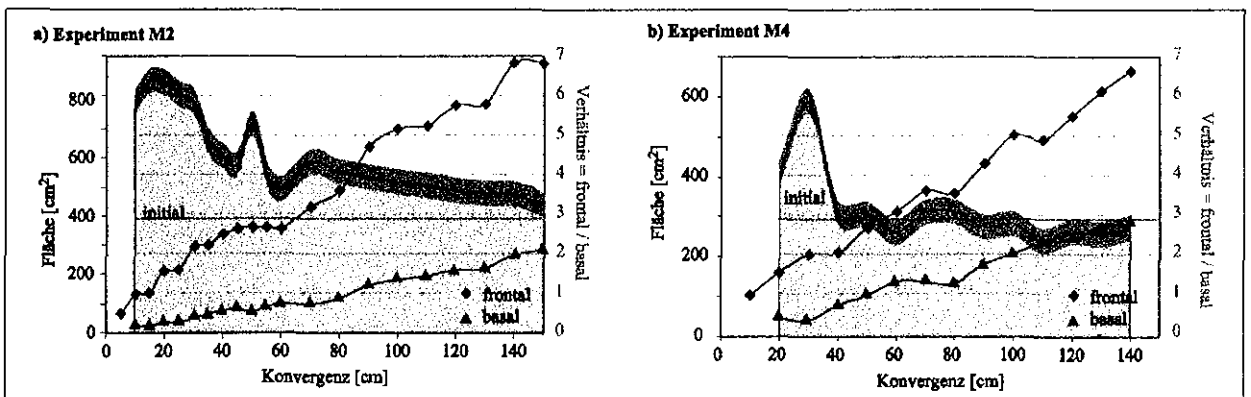 a) Experiment M2
Fläche [cm²]
800
600
400
200
0
initial
frontal
basal
0 20 40 60 80 100 120 140
Konvergenz [cm]
7
6
5
4
3
2
1
0
Verhältnis = frontal / basal
b) Experiment M4
Fläche [cm²]
600
400
200
0
initial
frontal
basal
0 20 40 60 80 100 120 140
Konvergenz [cm]
7
6
5
4
3
2
1
0
Verhältnis = frontal / basal